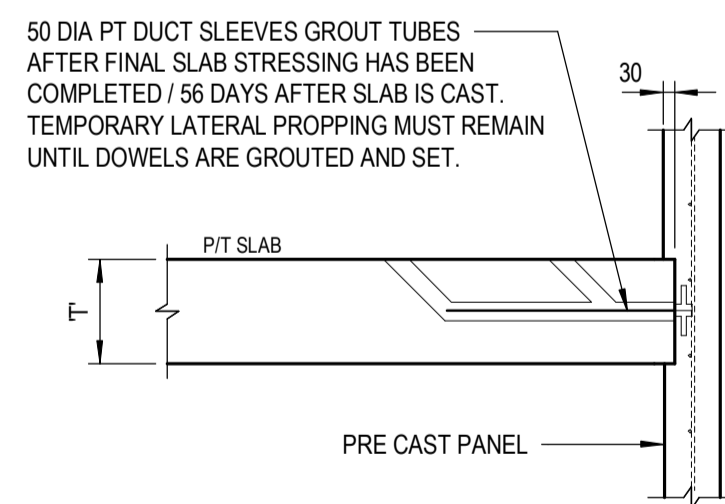 50 DIA PT DUCT SLEEVES GROUT TUBES
AFTER FINAL SLAB STRESSING HAS BEEN
COMPLETED / 56 DAYS AFTER SLAB IS CAST.
TEMPORARY LATERAL PROPPING MUST REMAIN
UNTIL DOWELS ARE GROUTED AND SET.
30
P/T SLAB
'T'
PRE CAST PANEL